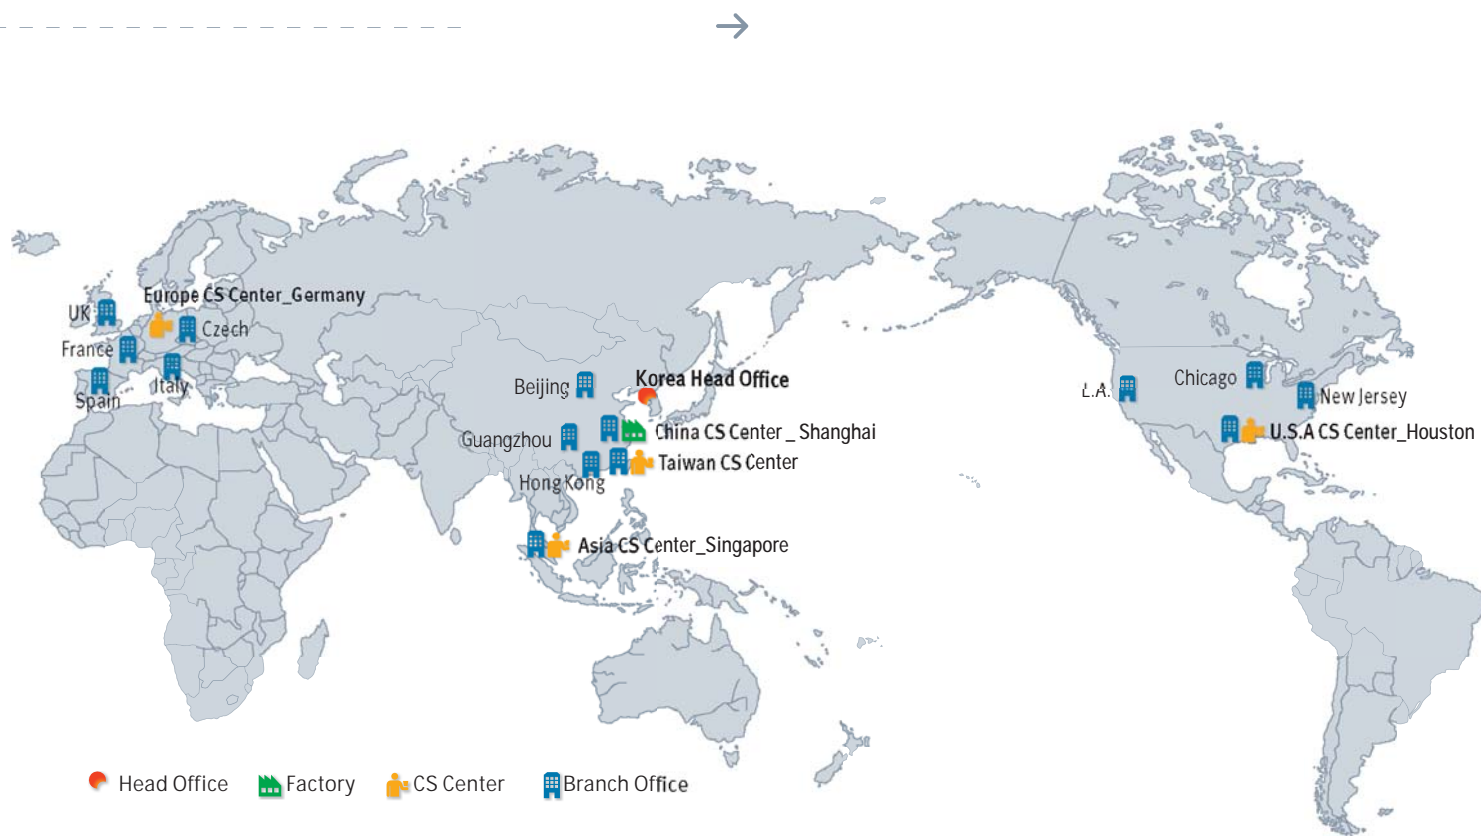 Europe CS Center_Germany
UK
Czech
France
Italy
Spain
Beijing
Korea Head Office
Guangzhou
China CS Center _ Shanghai
Taiwan CS Center
Hong Kong
Asia CS Center_Singapore
L.A.
Chicago
New Jersey
U.S.A CS Center_Houston
Head Office
Factory
CS Center
Branch Office